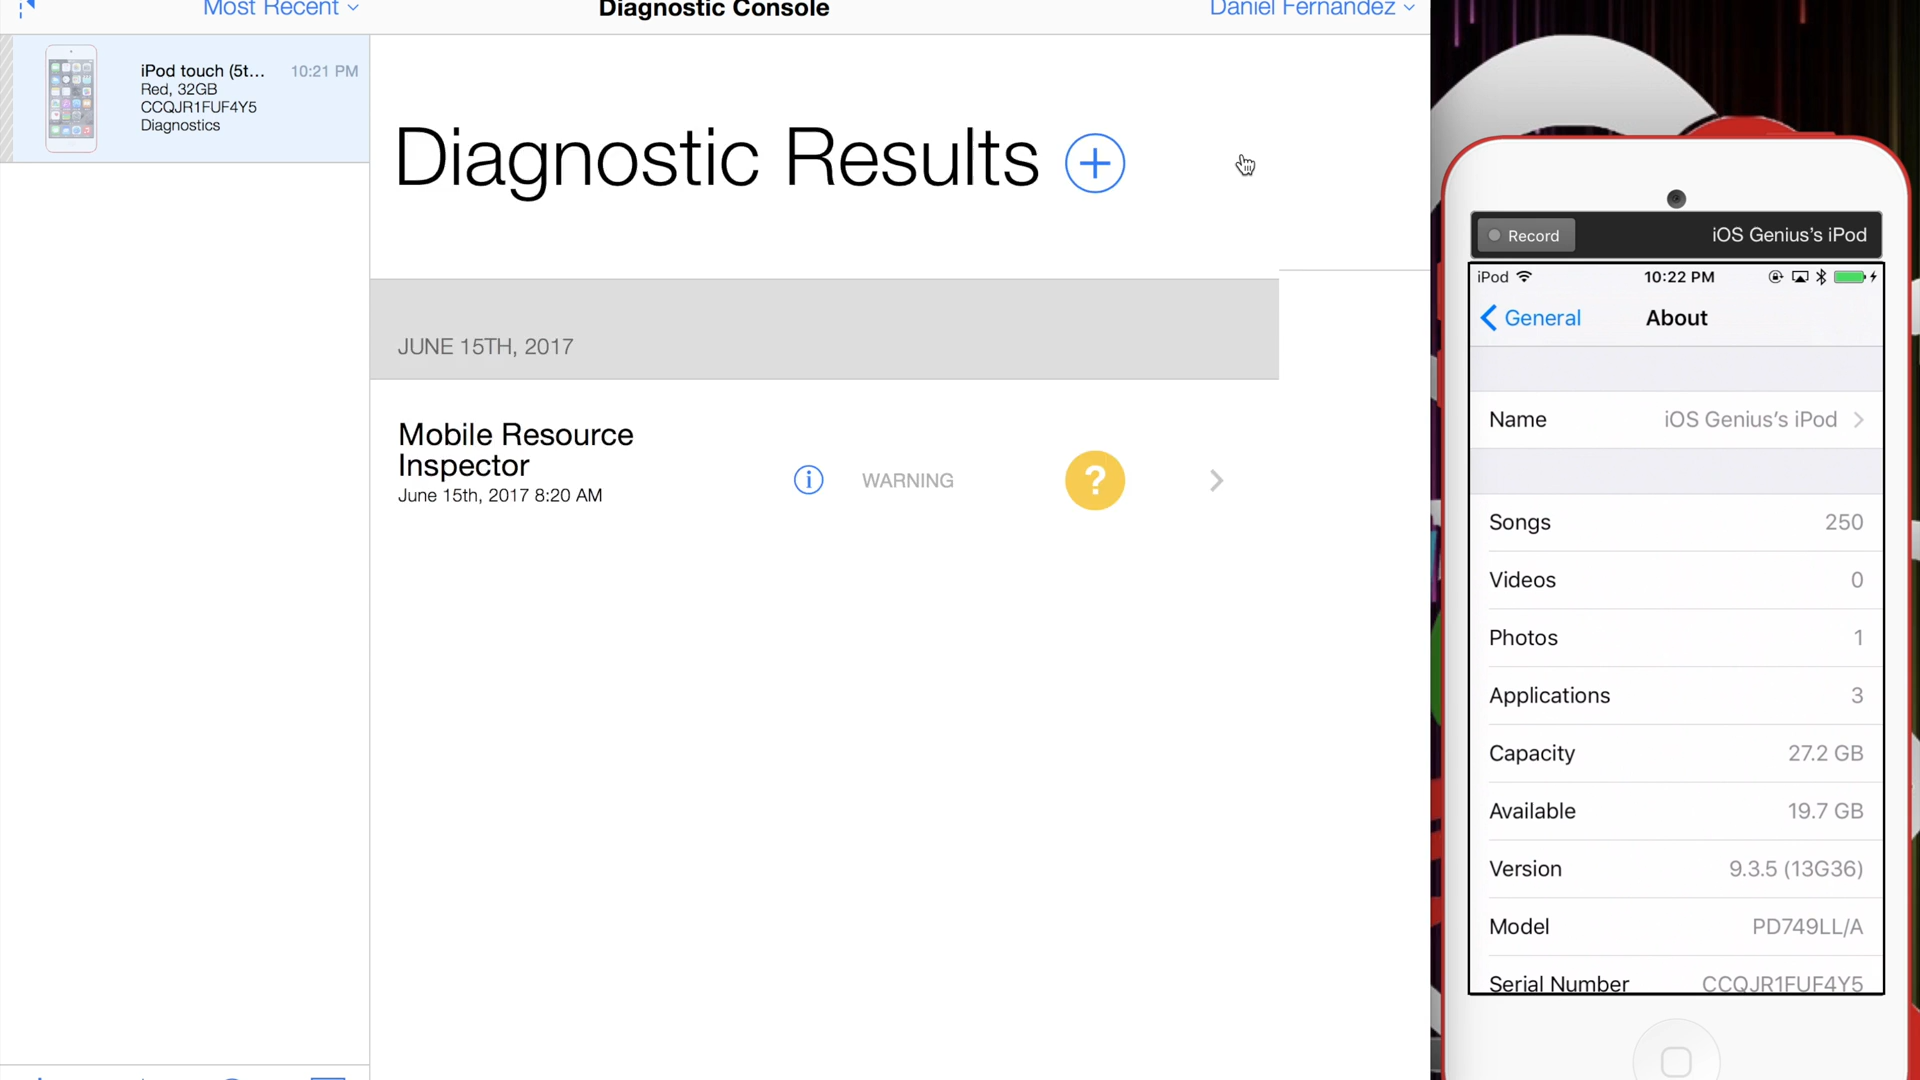 Most Recent
Diagnostic Console
Daniel Fernandez
iPod touch (5t...
10:21 PM
Red, 32GB
CCQJR1FUF4Y5
Diagnostics
Diagnostic Results
JUNE 15TH, 2017
Mobile Resource
Inspector
June 15th, 2017 8:20 AM
i
WARNING
?
Record
iOS Genius's iPod
iPod
10:22 PM
General
About
Name
iOS Genius's iPod
Songs
250
Videos
0
Photos
1
Applications
3
Capacity
27.2 GB
Available
19.7 GB
Version
9.3.5 (13G36)
Model
PD749LL/A
Serial Number
CCQJR1FUF4Y5